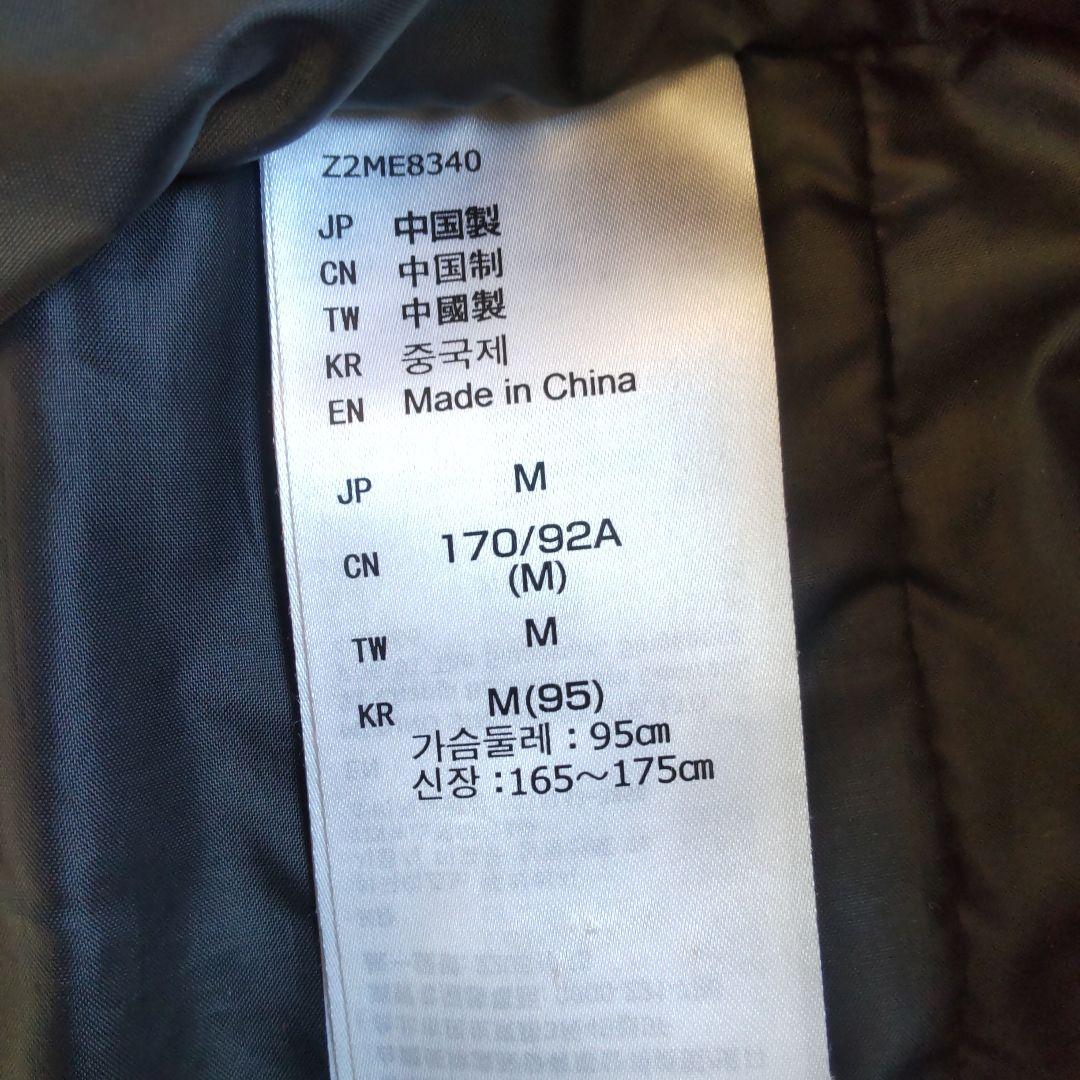 Z2ME8340
JP 中国製
CN 中国制
TW 中國製
KR 중국제
EN Made in China
JP M
CN 170/92A
(M)
TW M
KR M(95)
가슴둘레 : 95㎝
신장 :165～175㎝